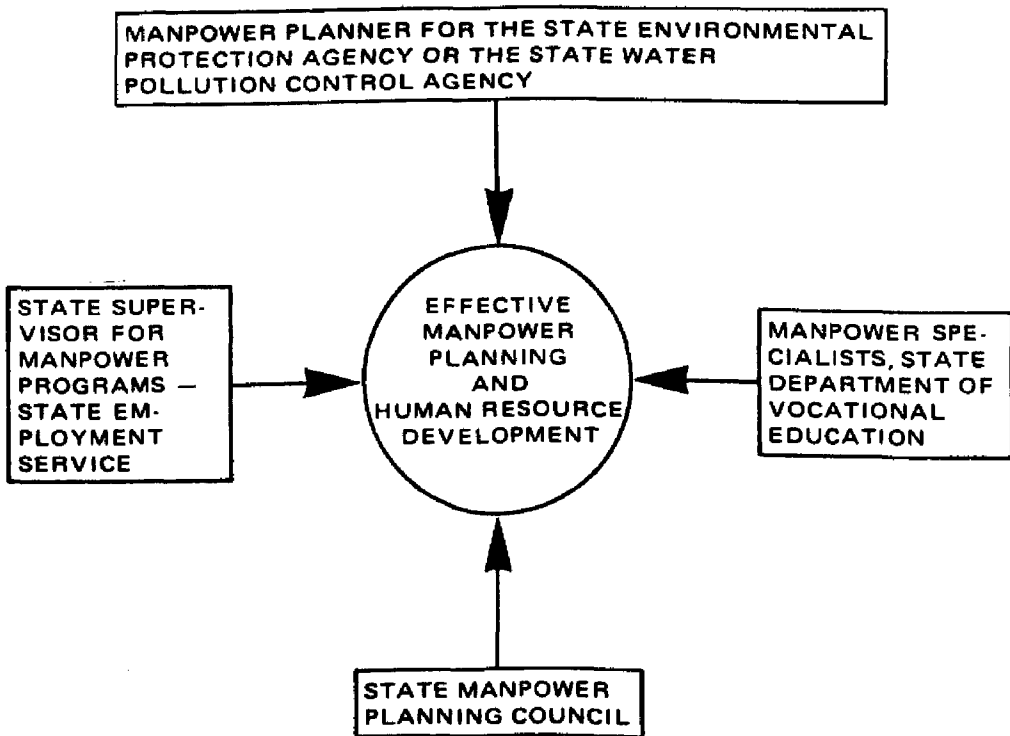 MANPOWER PLANNER FOR THE STATE ENVIRONMENTAL
PROTECTION AGENCY OR THE STATE WATER
POLLUTION CONTROL AGENCY
STATE SUPER-
VISOR FOR
MANPOWER
PROGRAMS —
STATE EM-
PLOYMENT
SERVICE
EFFECTIVE
MANPOWER
PLANNING
AND
HUMAN RESOURCE
DEVELOPMENT
MANPOWER SPE-
CIALISTS, STATE
DEPARTMENT OF
VOCATIONAL
EDUCATION
STATE MANPOWER
PLANNING COUNCIL